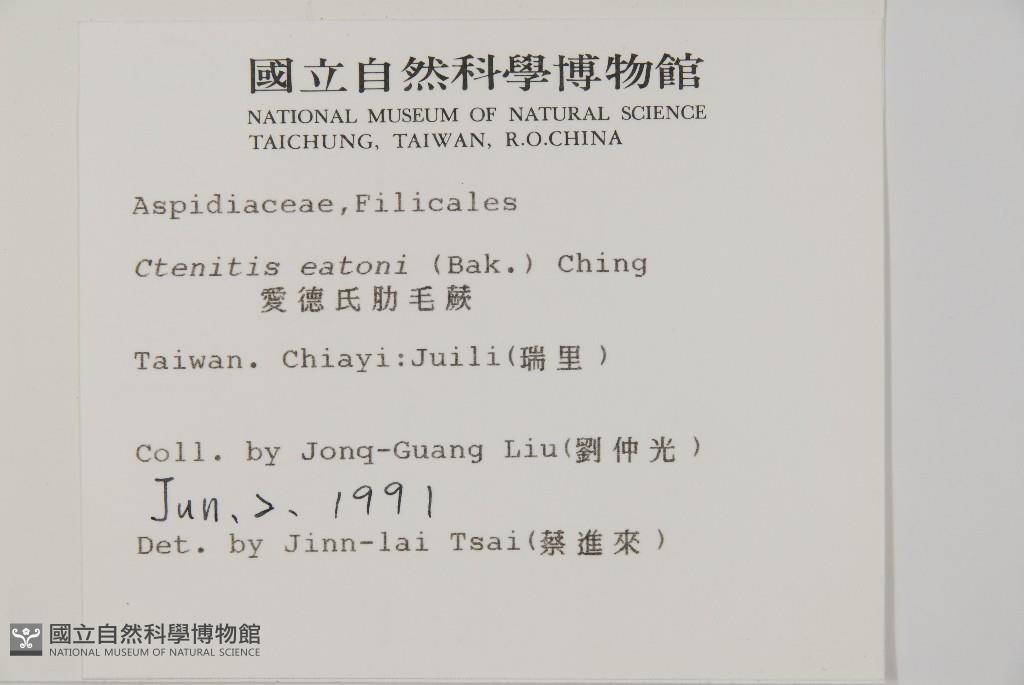 國立自然科學博物館
NATIONAL MUSEUM OF NATURAL SCIENCE
TAICHUNG, TAIWAN, R.O.CHINA
Aspidiaceae,Filicales
Ctenitis eatoni (Bak.) Ching
愛德氏肋毛蕨
Taiwan. Chiayi:Juili(瑞里)
Coll. by Jonq-Guang Liu(劉仲光)
Jun. >. 1991
Det. by Jinn-lai Tsai(蔡進來)
國立自然科學博物館
NATIONAL MUSEUM OF NATURAL SCIENCE